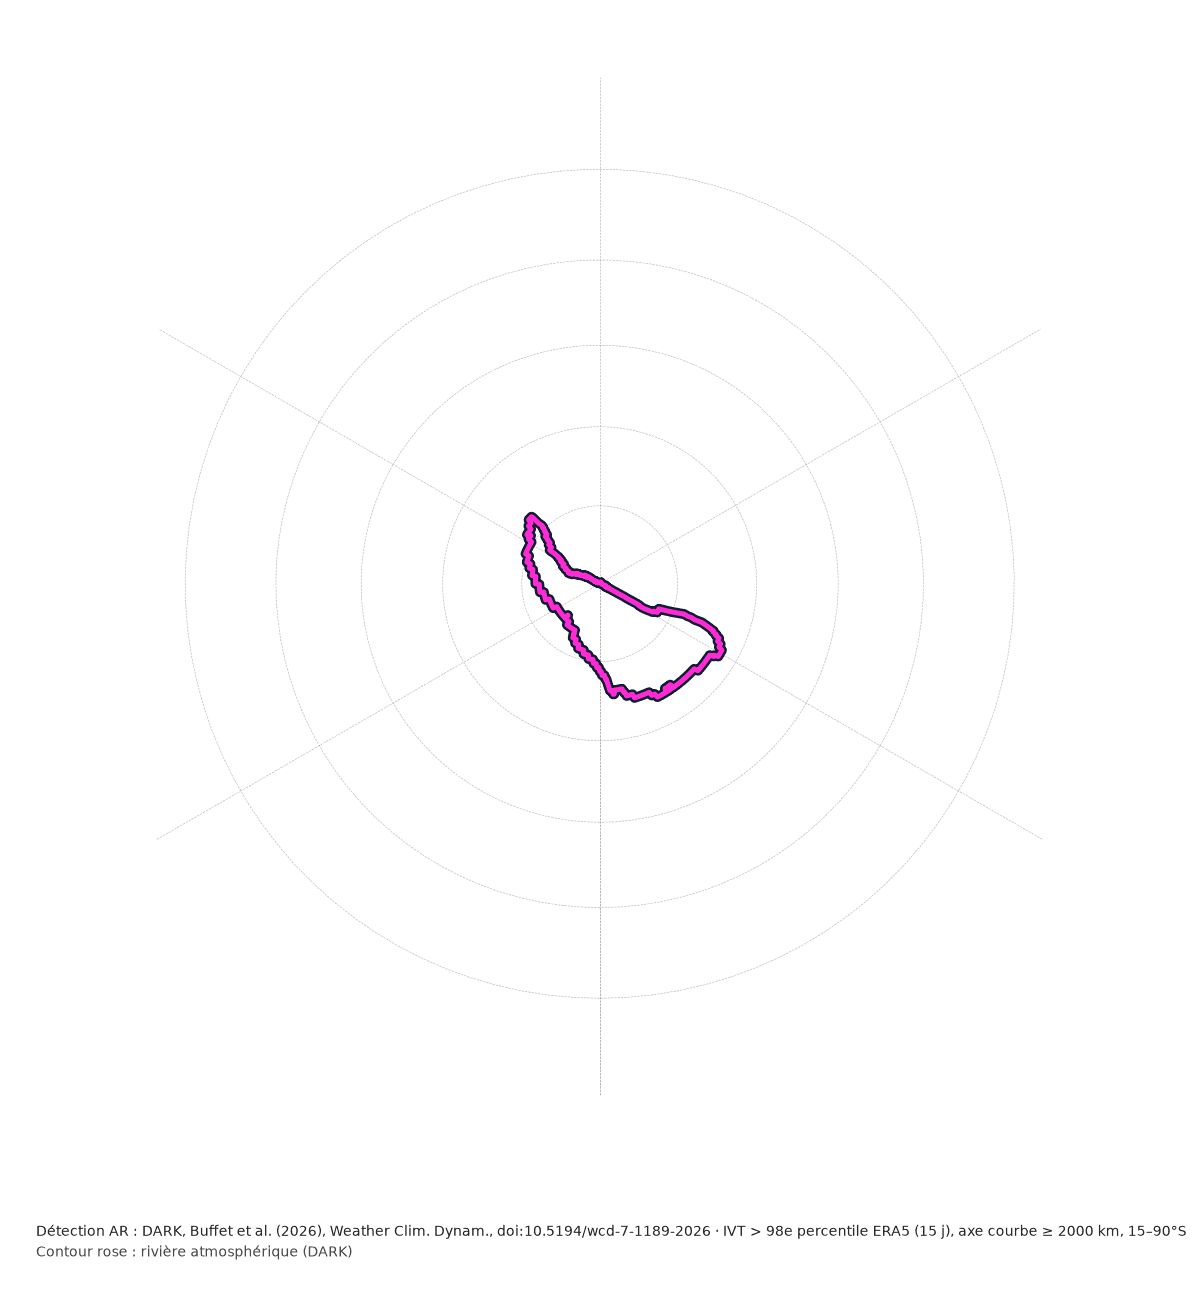 Détection AR : DARK, Buffet et al. (2026), Weather Clim. Dynam., doi:10.5194/wcd-7-1189-2026 · IVT > 98e percentile ERA5 (15 j), axe courbe ≥ 2000 km, 15–90°S
Contour rose : rivière atmosphérique (DARK)